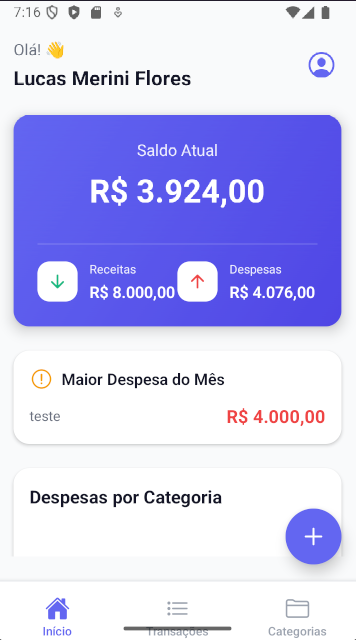 7:16
Olá! 👋
Lucas Merini Flores
Saldo Atual
R$ 3.924,00
Receitas
R$ 8.000,00
Despesas
R$ 4.076,00
Maior Despesa do Mês
teste
R$ 4.000,00
Despesas por Categoria
Início
Transações
Categorias